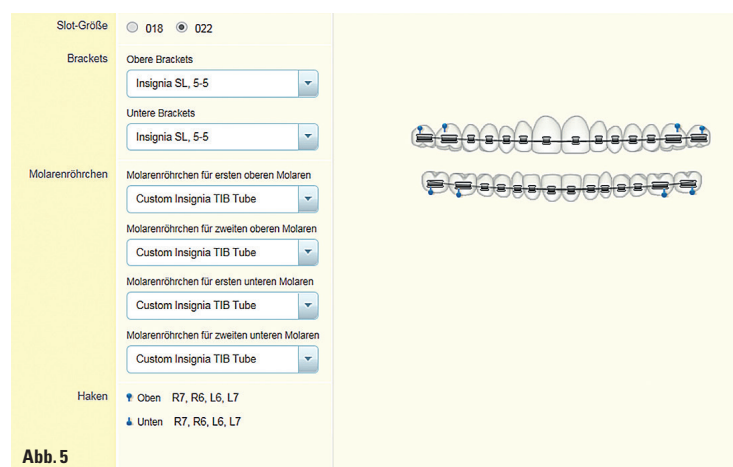 Slot-Größe 018 022
Brackets Obere Brackets
Insignia SL, 5-5
Untere Brackets
Insignia SL, 5-5
Molarenröhrchen Molarenröhrchen für ersten oberen Molaren
Custom Insignia TIB Tube
Molarenröhrchen für zweiten oberen Molaren
Custom Insignia TIB Tube
Molarenröhrchen für ersten unteren Molaren
Custom Insignia TIB Tube
Molarenröhrchen für zweiten unteren Molaren
Custom Insignia TIB Tube
Haken Oben R7, R6, L6, L7
Unten R7, R6, L6, L7
Abb. 5